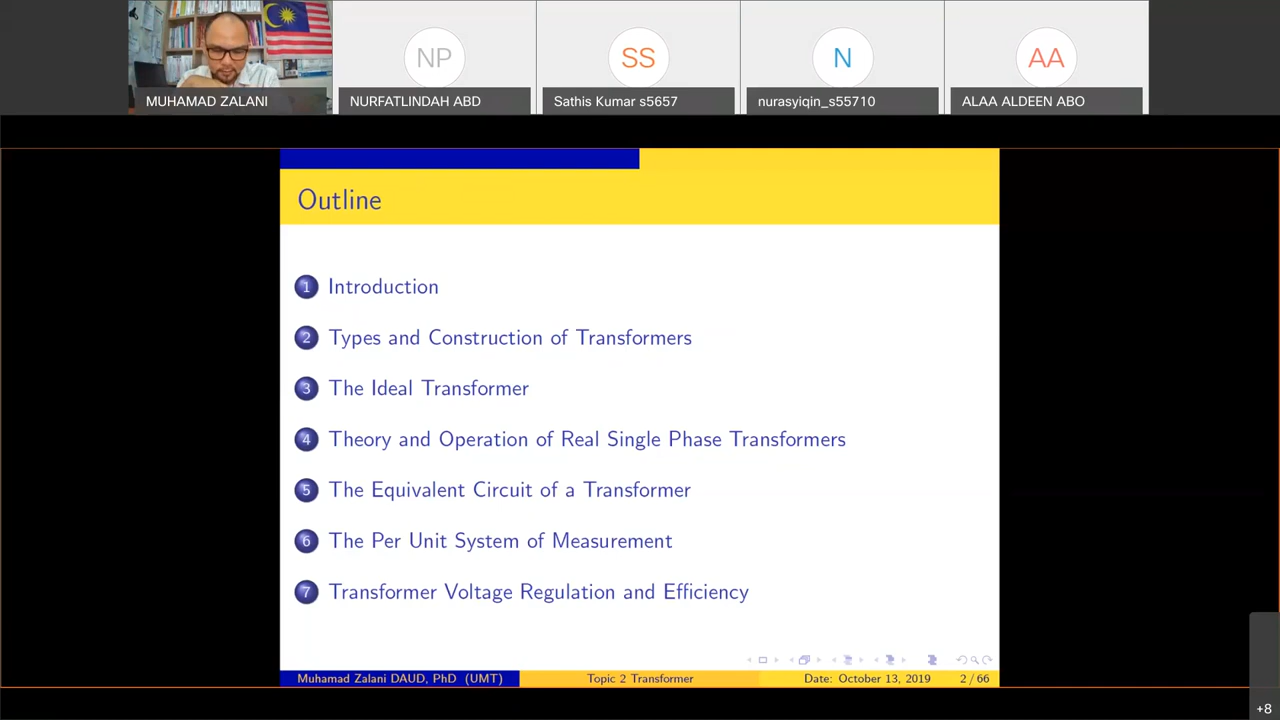 NP
SS
N
AA
MUHAMAD ZALANI
NURFATLINDAH ABD
Sathis Kumar s5657
nurasyiqin_s55710
ALAA ALDEEN ABO
Outline
1 Introduction
2 Types and Construction of Transformers
3 The Ideal Transformer
4 Theory and Operation of Real Single Phase Transformers
5 The Equivalent Circuit of a Transformer
6 The Per Unit System of Measurement
7 Transformer Voltage Regulation and Efficiency
Muhamad Zalani DAUD, PhD (UMT) Topic 2 Transformer Date: October 13, 2019 2 / 66
+8